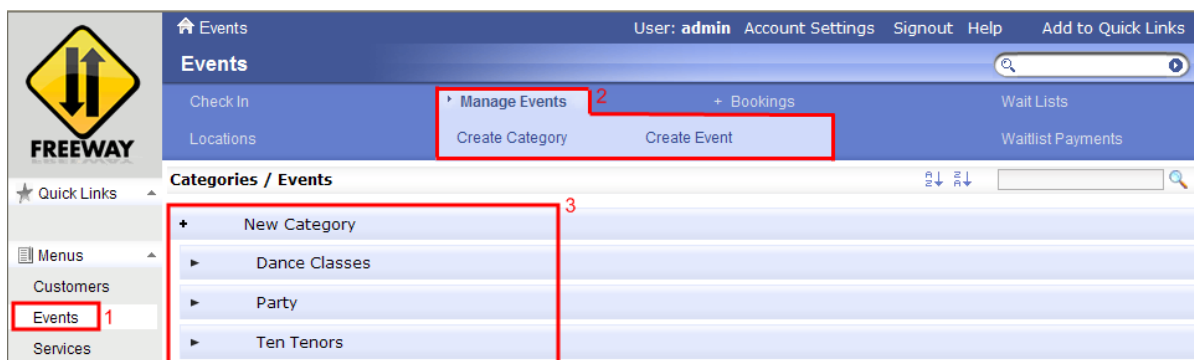 Events User: admin Account Settings Signout Help Add to Quick Links
Events
Check In Manage Events 2 + Bookings Wait Lists
Locations Create Category Create Event Waitlist Payments
FREEWAY
Categories / Events
Quick Links
3
+ New Category
Menus
Dance Classes
Customers
Party
Events 1
Ten Tenors
Services